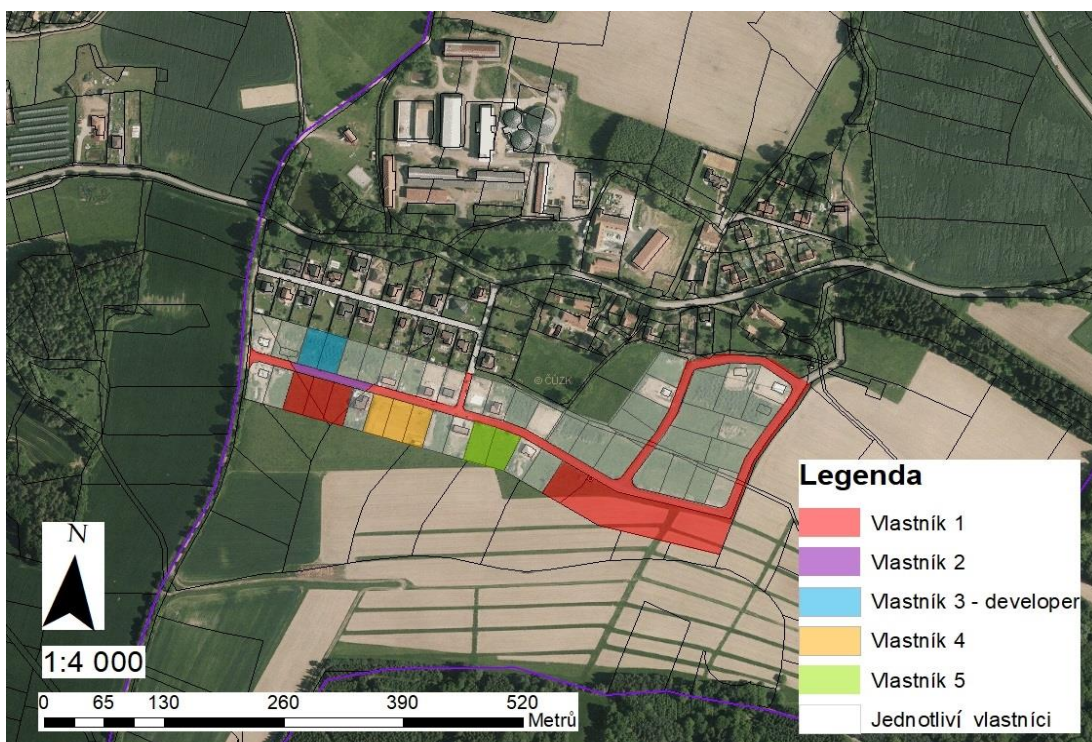 © ČÚZK
Legenda
Vlastník 1
Vlastník 2
Vlastník 3 - developer
Vlastník 4
Vlastník 5
Jednotliví vlastníci
N
1:4 000
0 65 130 260 390 520
Metrů